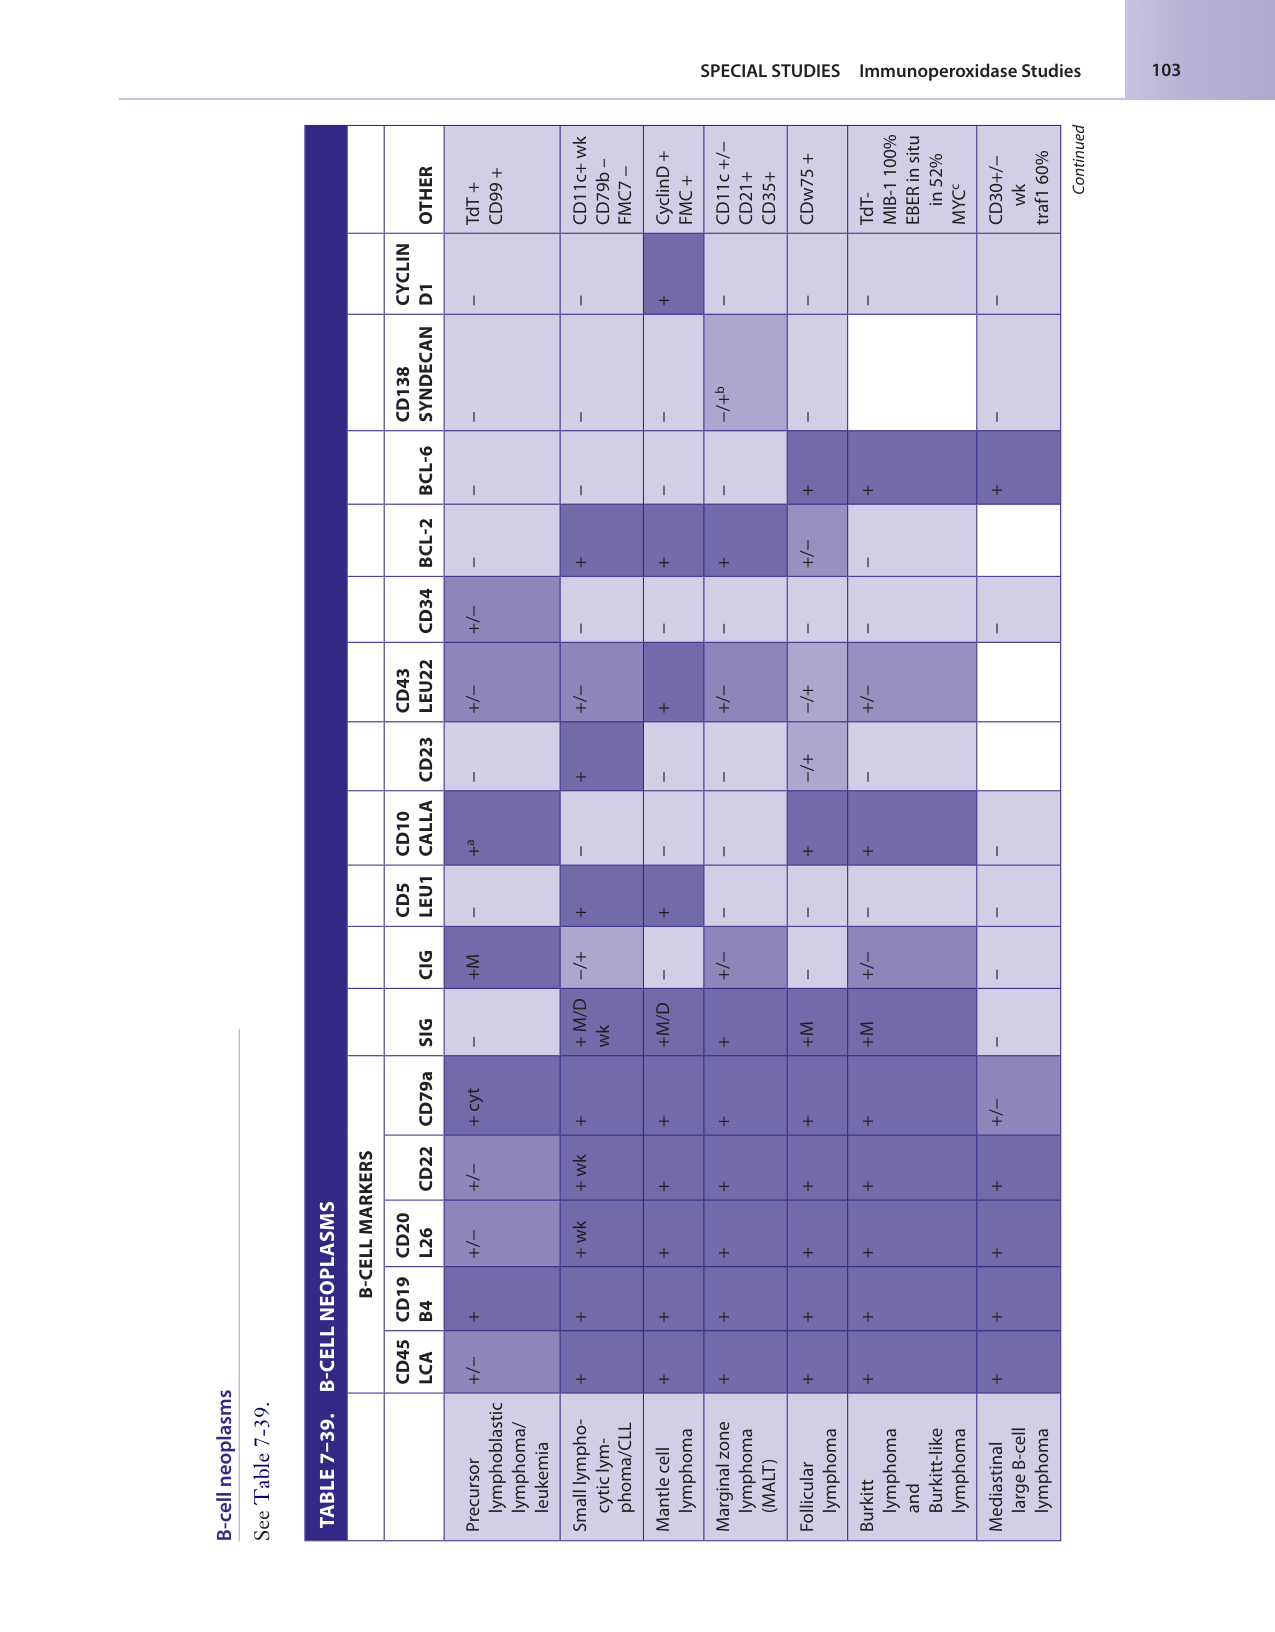 SPECIAL STUDIES Immunoperoxidase Studies 103
B-cell neoplasms
See Table 7-39.
TABLE 7–39. B-CELL NEOPLASMS
B-CELL MARKERS
CD45 LCA | CD19 B4 | CD20 L26 | CD22 | CD79a | SIG | CIG | CD5 LEU1 | CD10 CALLA | CD23 | CD43 LEU22 | CD34 | BCL-2 | BCL-6 | CD138 SYNDECAN | CYCLIN D1 | OTHER
Precursor lymphoblastic lymphoma/ leukemia | +/– | + | +/– | +/– | + cyt | – | +M | – | +a | – | +/– | +/– | – | – | – | – | TdT + CD99 +
Small lympho- cytic lym- phoma/CLL | + | + | + wk | + wk | + | + M/D wk | –/+ | + | – | + | +/– | – | + | – | – | – | CD11c+ wk CD79b – FMC7 –
Mantle cell lymphoma | + | + | + | + | + | +M/D | – | + | – | – | + | – | + | – | – | + | CyclinD + FMC +
Marginal zone lymphoma (MALT) | + | + | + | + | + | + | +/– | – | – | – | +/– | – | + | – | –/+b | – | CD11c +/– CD21+ CD35+
Follicular lymphoma | + | + | + | + | + | +M | – | – | + | –/+ | –/+ | – | +/– | + | – | – | CDw75 +
Burkitt lymphoma and Burkitt-like lymphoma | + | + | + | + | + | +M | +/– | – | + | – | +/– | – | – | + | | – | TdT- MIB-1 100% EBER in situ in 52% MYCc
Mediastinal large B-cell lymphoma | + | + | + | + | +/– | – | – | – | – | | | – | | + | – | – | CD30+/– wk traf1 60%
Continued